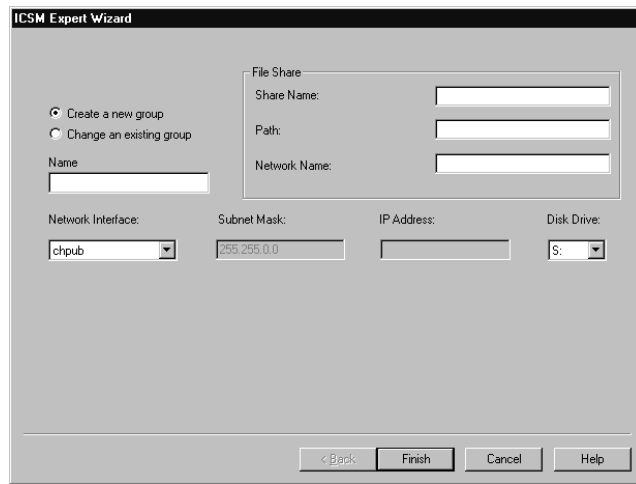 ICSM Expert Wizard
File Share
Share Name:
Create a new group
Path:
Change an existing group
Name
Network Name:
Network Interface: Subnet Mask: IP Address: Disk Drive:
chpub 255.255.0.0 S:
< Back Finish Cancel Help